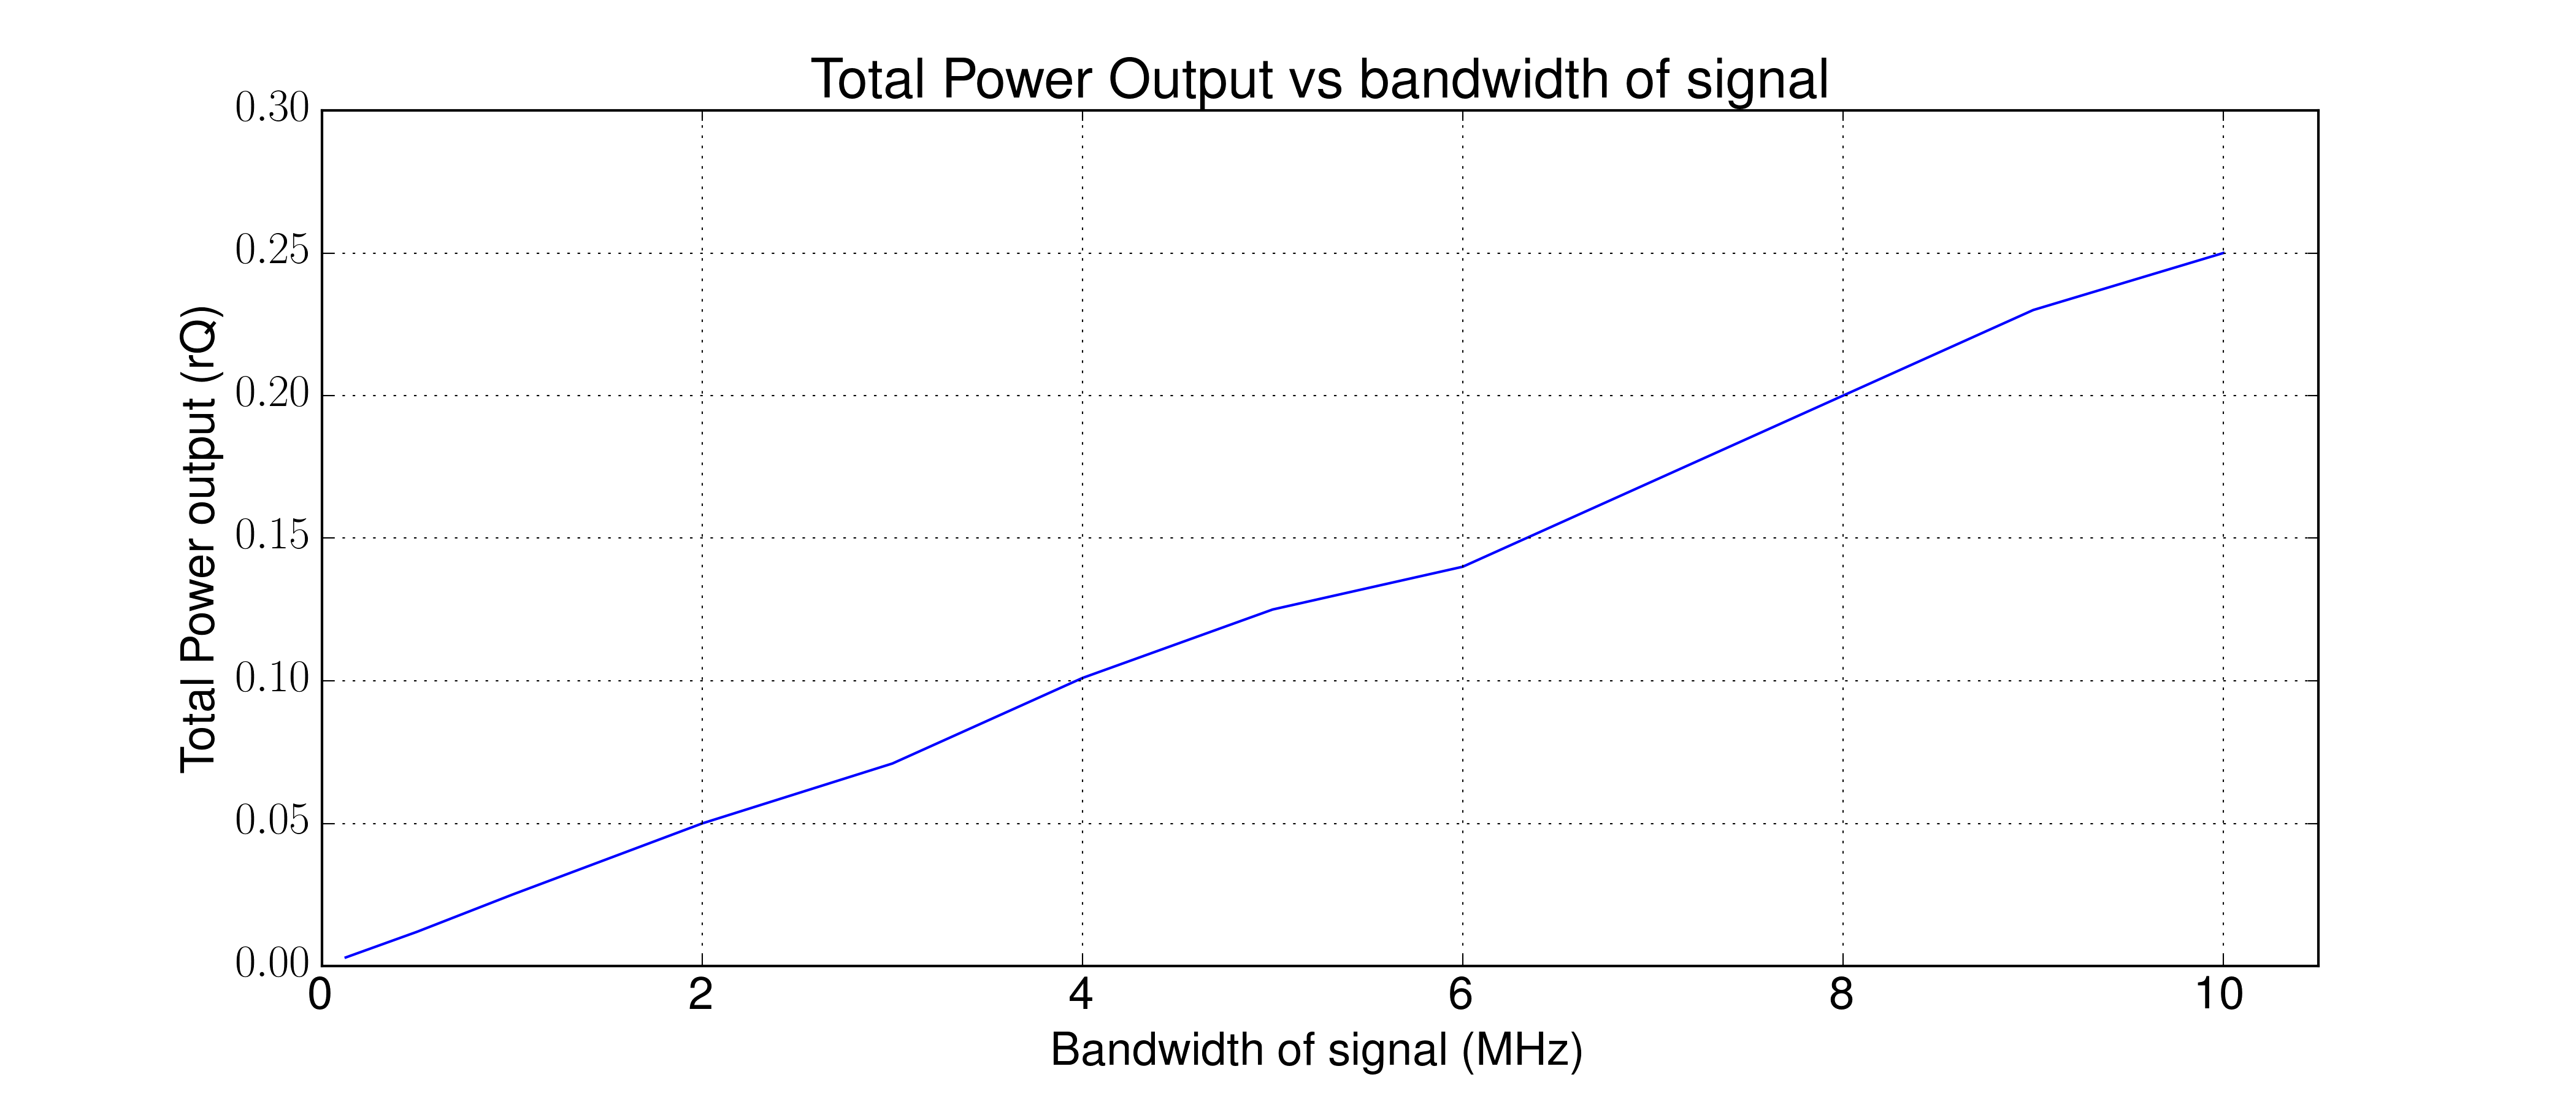 Total Power Output vs bandwidth of signal
0.30
0.25
0.20
0.15
0.10
0.05
0.00
Total Power output (rQ)
0 2 4 6 8 10
Bandwidth of signal (MHz)